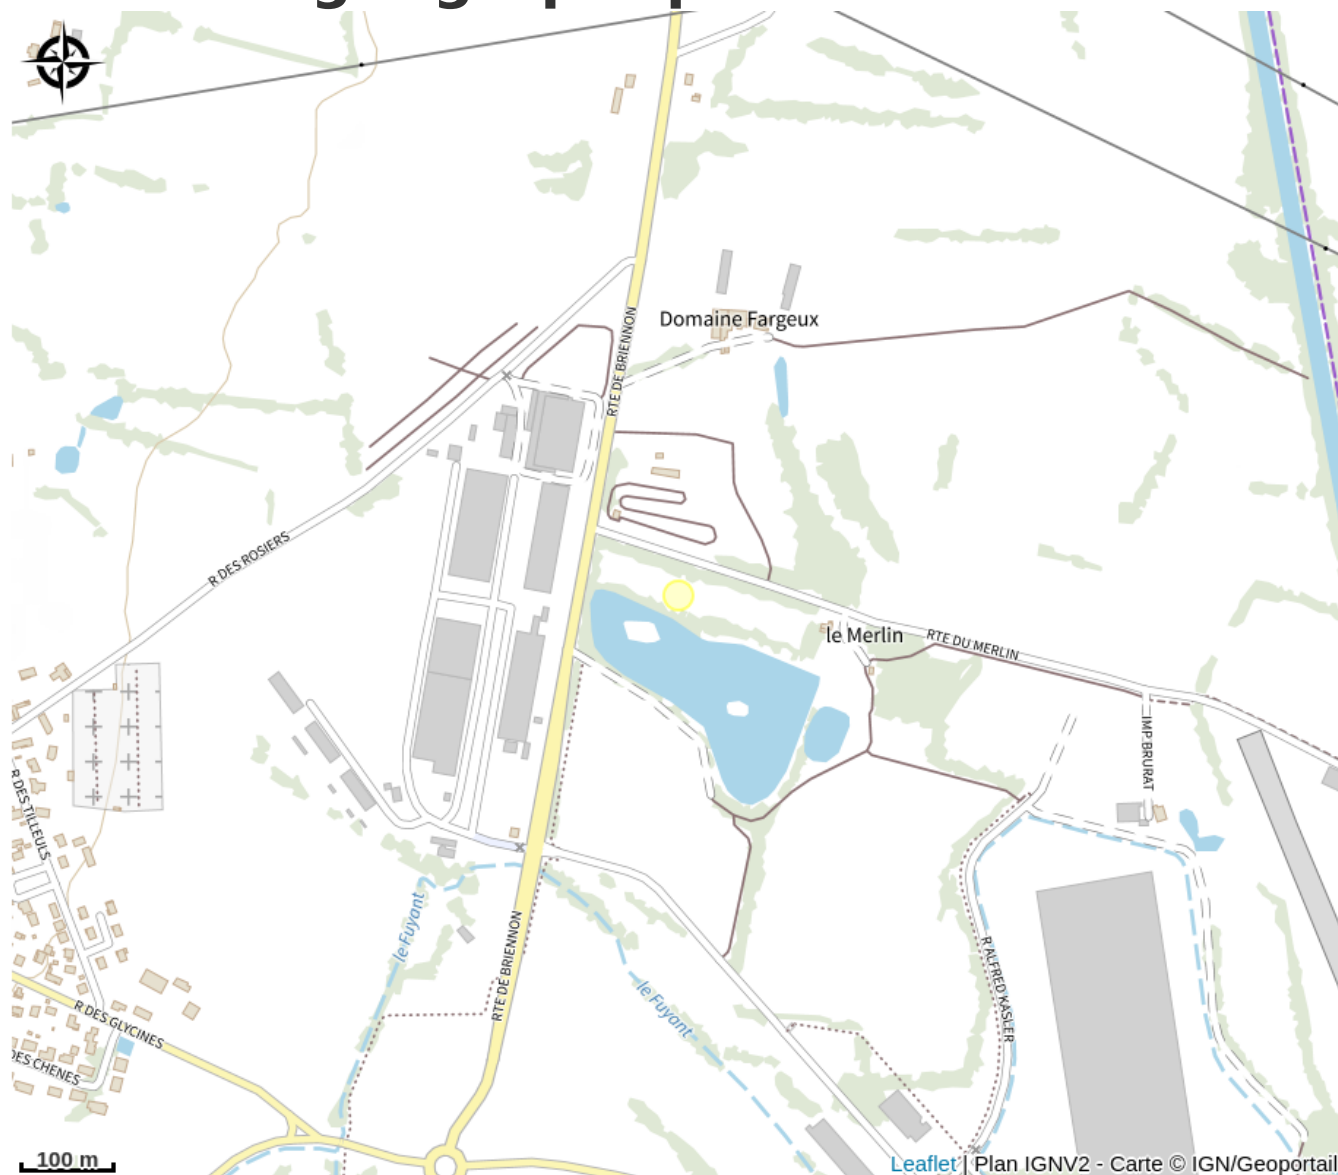 Domaine Fargeux
RTE DE BRIENNON
R DES ROSIERS
le Merlin
RTE DU MERLIN
IMP BRURAT
R DES TILLEULS
le Fuyant
RTE DE BRIENNON
le Fuyant
R ALFRED KASLER
R DES GLYCINES
DES CHENES
100 m
Leaflet | Plan IGNV2 - Carte © IGN/Geoportail